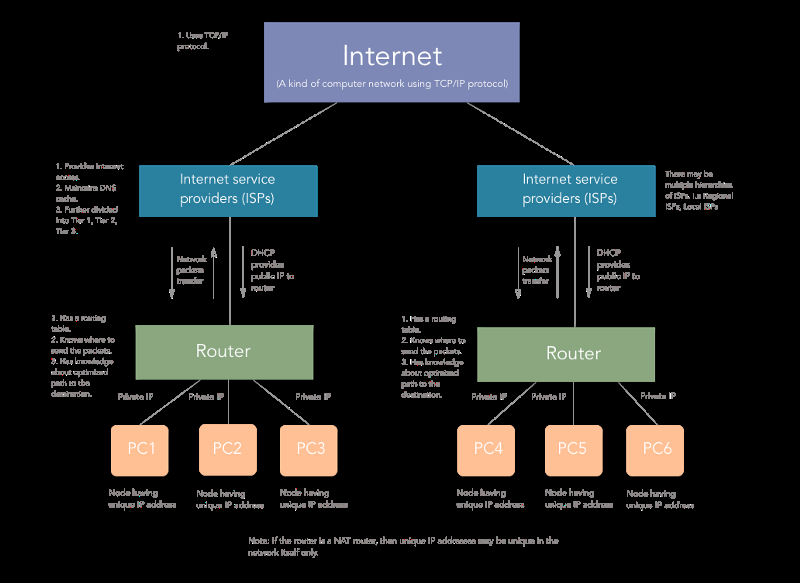 1. Uses TCP/IP
protocol.
Internet
(A kind of computer network using TCP/IP protocol)
1. Provides internet
access.
2. Maintains DNS
cache.
3. Further divided
into Tier 1, Tier 2,
Tier 3.
Internet service
providers (ISPs)
Internet service
providers (ISPs)
There may be
multiple hierarchies
of ISPs. i.e Regional
ISPs, Local ISPs
Network
packets
transfer
DHCP
provides
public IP to
router
Network
packets
transfer
DHCP
provides
public IP to
router
1. Has a routing
table.
2. Knows where to
send the packets.
3. Has knowledge
about optimized
path to the
destination.
Router
1. Has a routing
table.
2. Knows where to
send the packets.
3. Has knowledge
about optimized
path to the
destination.
Router
Private IP
Private IP
Private IP
Private IP
Private IP
Private IP
PC1
PC2
PC3
PC4
PC5
PC6
Node having
unique IP address
Node having
unique IP address
Node having
unique IP address
Node having
unique IP address
Node having
unique IP address
Node having
unique IP address
Note: If the router is a NAT router, then unique IP addresses may be unique in the
network itself only.